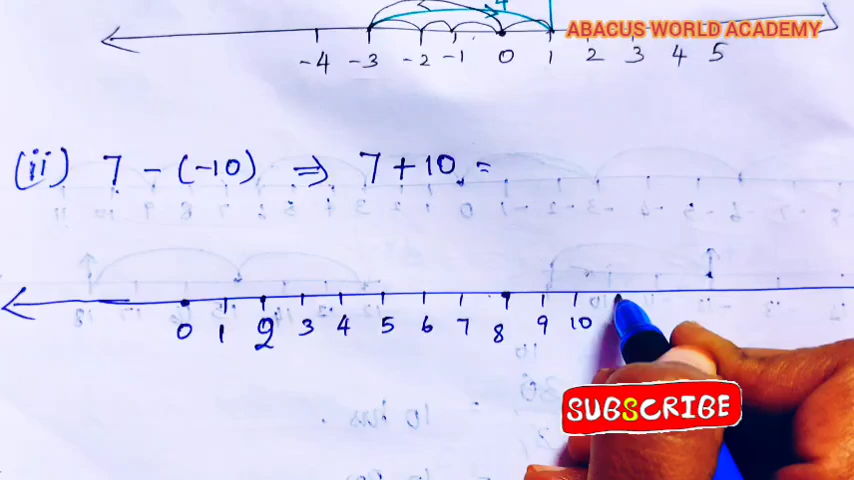 4
ABACUS WORLD ACADEMY
-4 -3 -2 -1 0 1 2 3 4 5
(ii) 7 - (-10) ⇒ 7 + 10 =
0 1 2 3 4 5 6 7 8 9 10
SUBSCRIBE